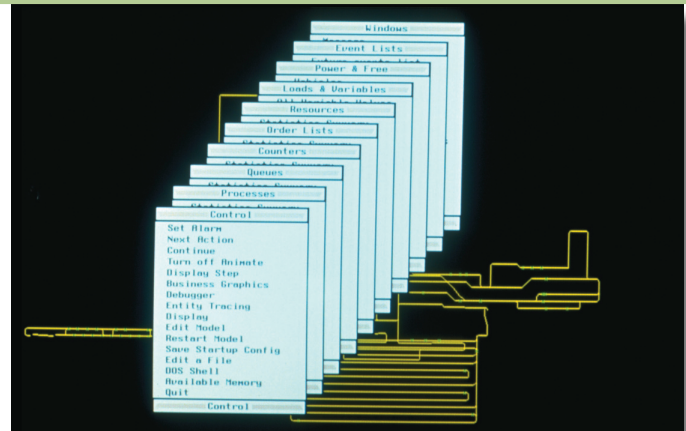 Windows
Event Lists
Power & Free
Loads & Variables
Resources
Order Lists
Counters
Queues
Processes
Control
Set Alarm
Next Action
Continue
Turn off Animate
Display Step
Business Graphics
Debugger
Entity Tracing
Display
Edit Model
Restart Model
Save Startup Config
Edit a File
DOS Shell
Available Memory
Quit
Control